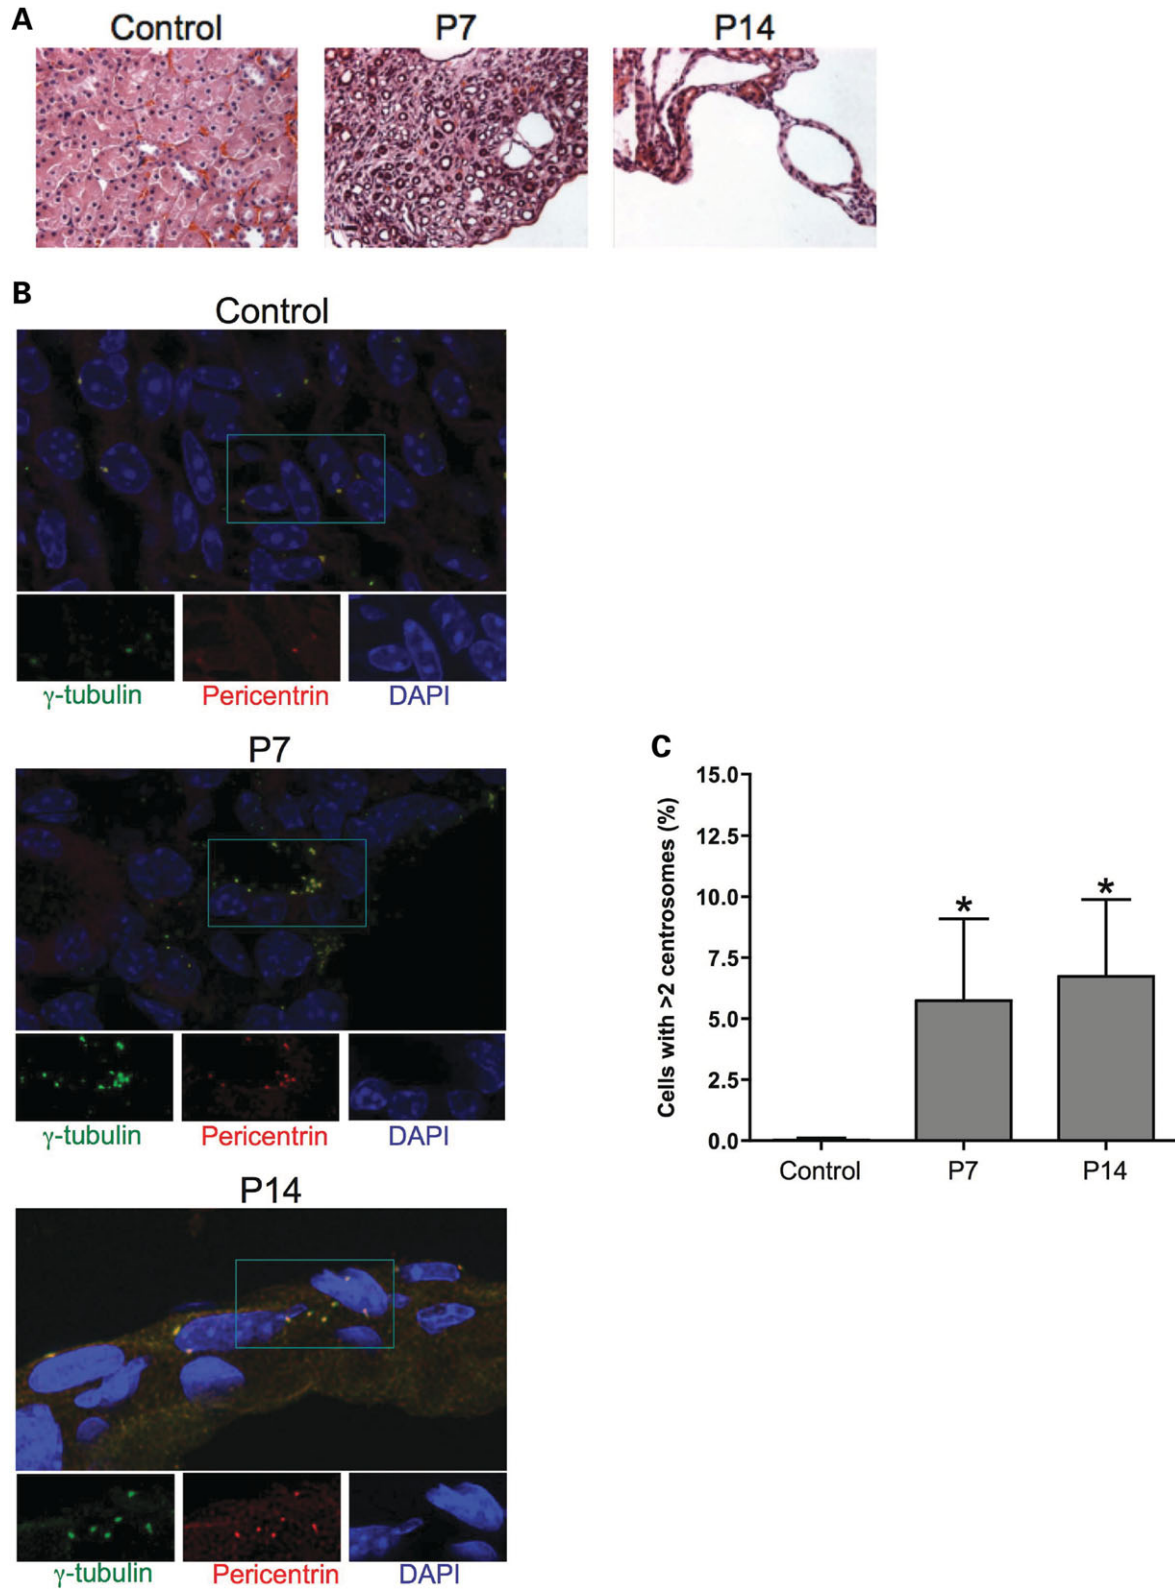 A
Control P7 P14
B
Control
γ-tubulin Pericentrin DAPI
P7
γ-tubulin Pericentrin DAPI
P14
γ-tubulin Pericentrin DAPI
C
Cells with >2 centrosomes (%)
15.0
12.5
10.0
7.5
5.0
2.5
0.0
* *
Control P7 P14